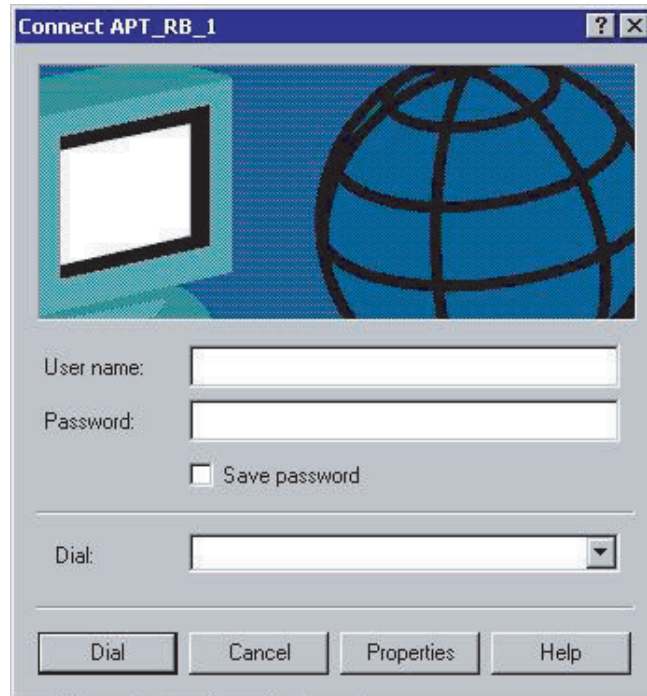 Connect APT_RB_1
User name:
Password:
Save password
Dial:
Dial Cancel Properties Help